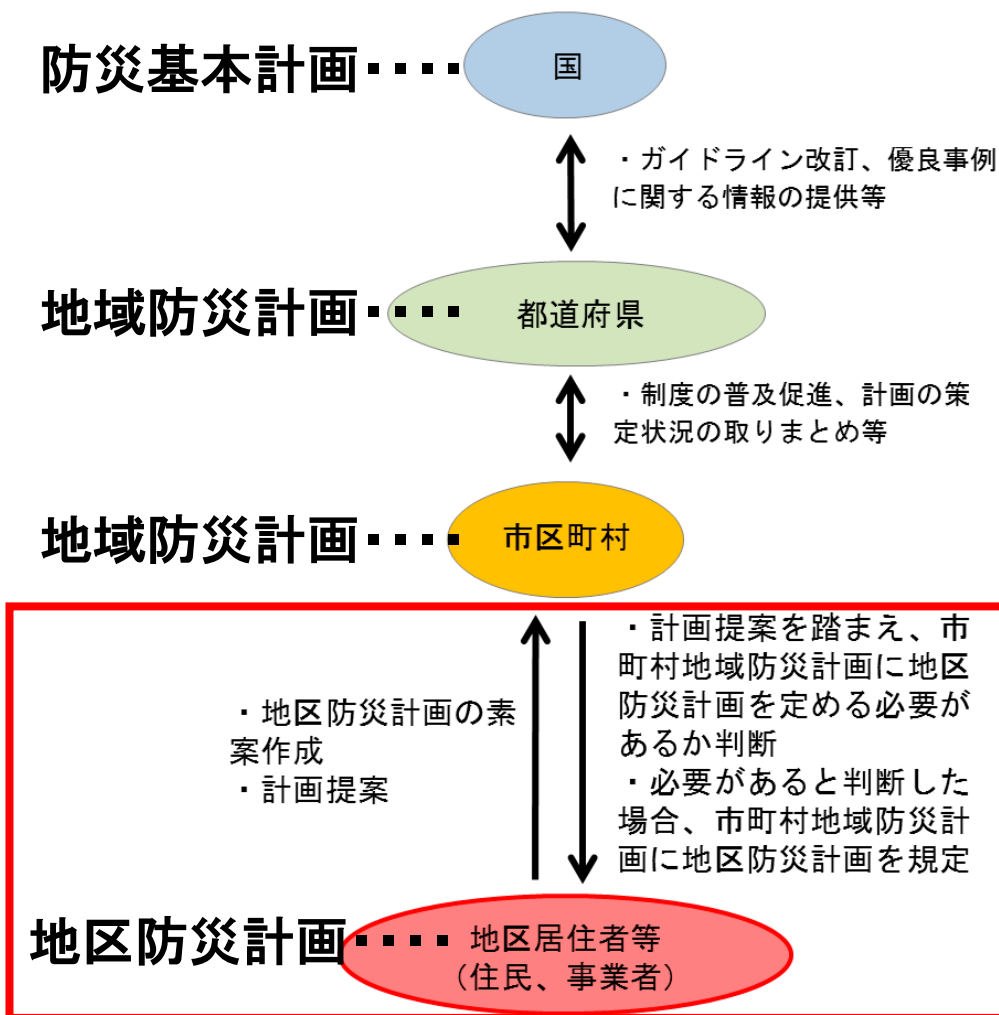 防災基本計画・・・・ 国
・ガイドライン改訂、優良事例
に関する情報の提供等
地域防災計画・・・・ 都道府県
・制度の普及促進、計画の策
定状況の取りまとめ等
地域防災計画・・・・ 市区町村
・地区防災計画の素
案作成
・計画提案
・計画提案を踏まえ、市
町村地域防災計画に地区
防災計画を定める必要が
あるか判断
・必要があると判断した
場合、市町村地域防災計
画に地区防災計画を規定
地区防災計画・・・・ 地区居住者等
（住民、事業者）